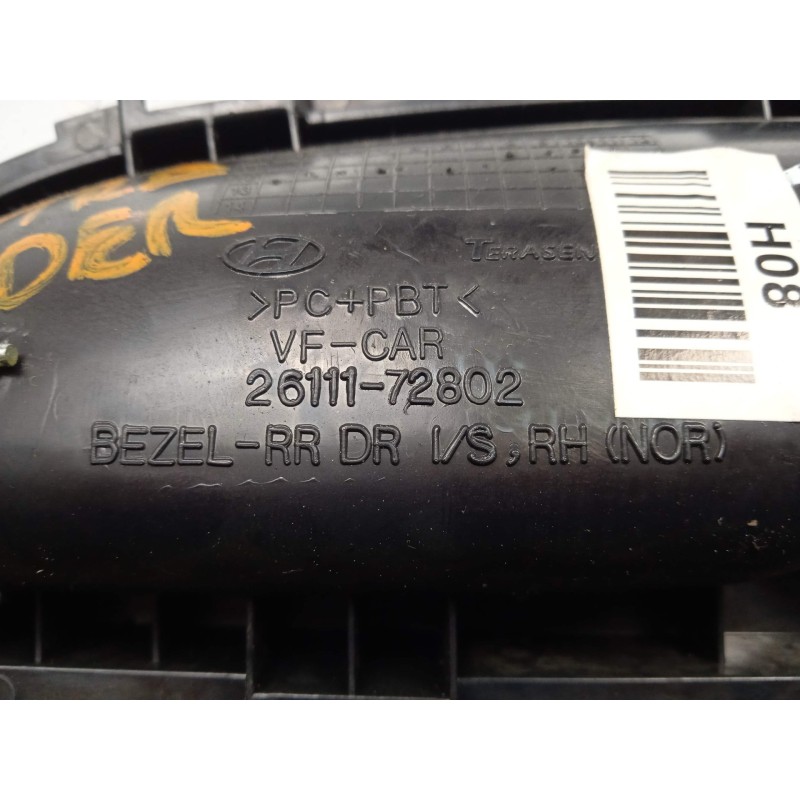 DER
TERASEN
>PC+PBT<
VF-CAR
26111-72802
BEZEL-RR DR I/S, RH (NOR)
H08